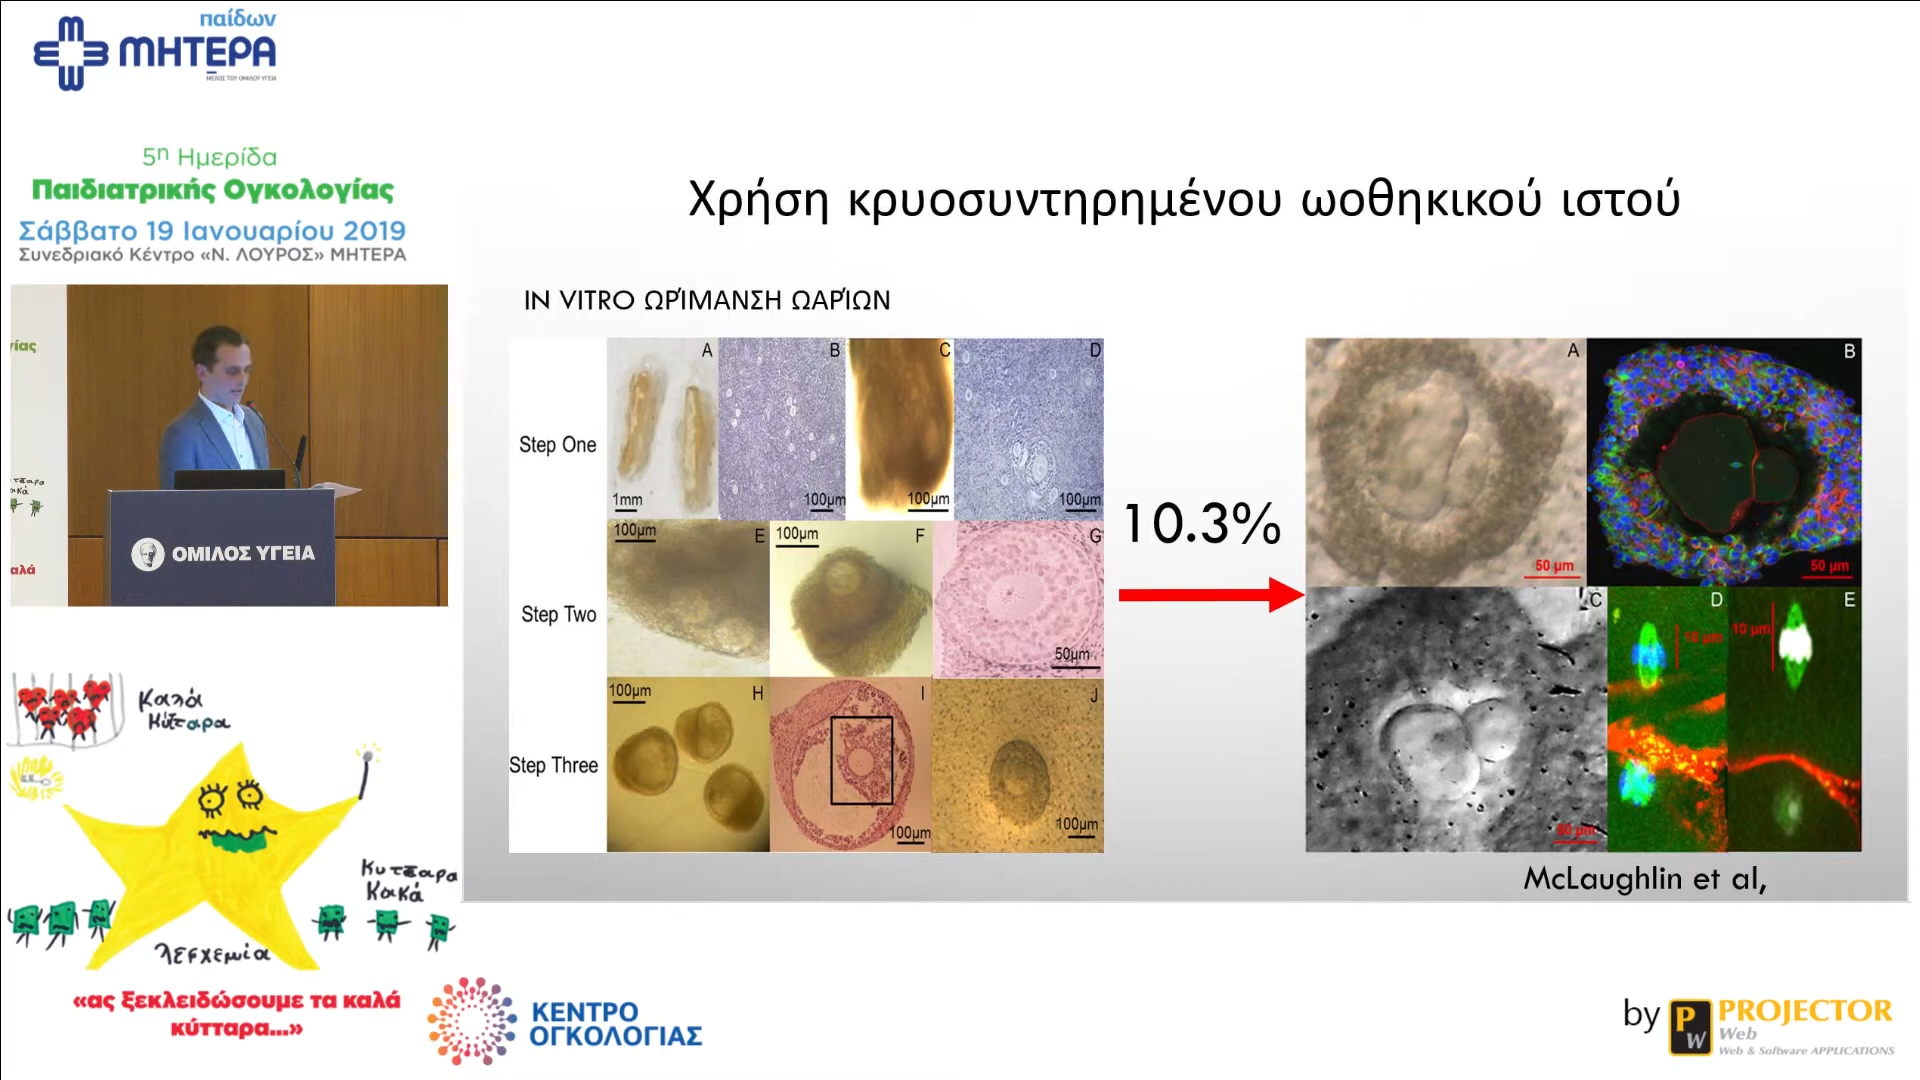 παίδων
ΜΗΤΕΡΑ
ΜΕΛΟΣ ΤΟΥ ΟΜΙΛΟΥ ΥΓΕΙΑ
5η Ημερίδα
Παιδιατρικής Ογκολογίας
Σάββατο 19 Ιανουαρίου 2019
Συνεδριακό Κέντρο «Ν. ΛΟΥΡΟΣ» ΜΗΤΕΡΑ
ΟΜΙΛΟΣ ΥΓΕΙΑ
Καλά
Κύτταρα
Κυτταρα
Κακά
λεχεμία
«ας ξεκλειδώσουμε τα καλά
κύτταρα...»
ΚΕΝΤΡΟ
ΟΓΚΟΛΟΓΙΑΣ
Χρήση κρυοσυντηρημένου ωοθηκικού ιστού
IN VITRO ΩΡΊΜΑΝΣΗ ΩΑΡΊΩΝ
Step One
A
B
C
D
1mm
100µm
100µm
100µm
Step Two
100µm
E
100µm
F
G
50µm
Step Three
100µm
H
I
J
100µm
100µm
10.3%
A
B
50 µm
50 µm
C
D
E
10 µm
10 µm
50 µm
McLaughlin et al,
by
PW
PROJECTOR
Web
Web & Software APPLICATIONS